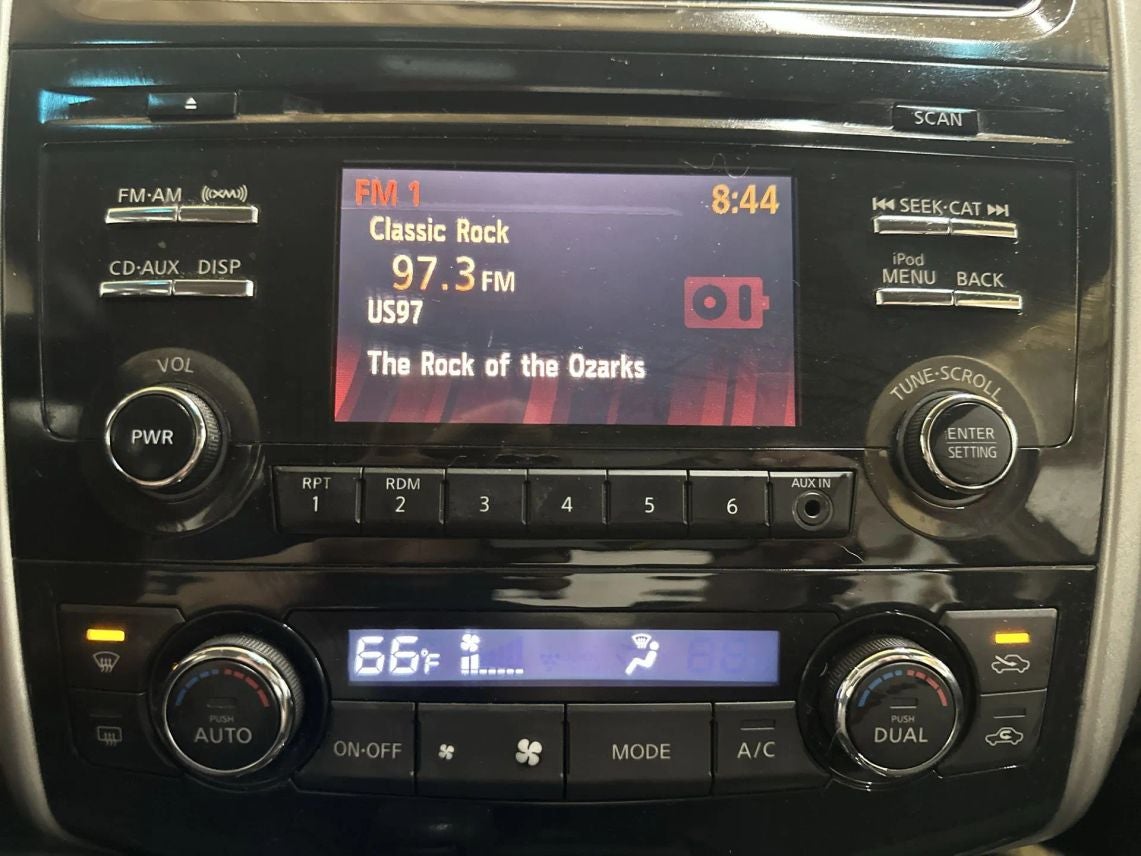 SCAN
FM·AM
((XM))
SEEK·CAT
CD·AUX
DISP
iPod
MENU
BACK
FM 1
8:44
Classic Rock
97.3 FM
US97
The Rock of the Ozarks
VOL
PWR
TUNE·SCROLL
ENTER
SETTING
RPT
1
RDM
2
3
4
5
6
AUX IN
66°F
PUSH
AUTO
ON·OFF
MODE
A/C
PUSH
DUAL